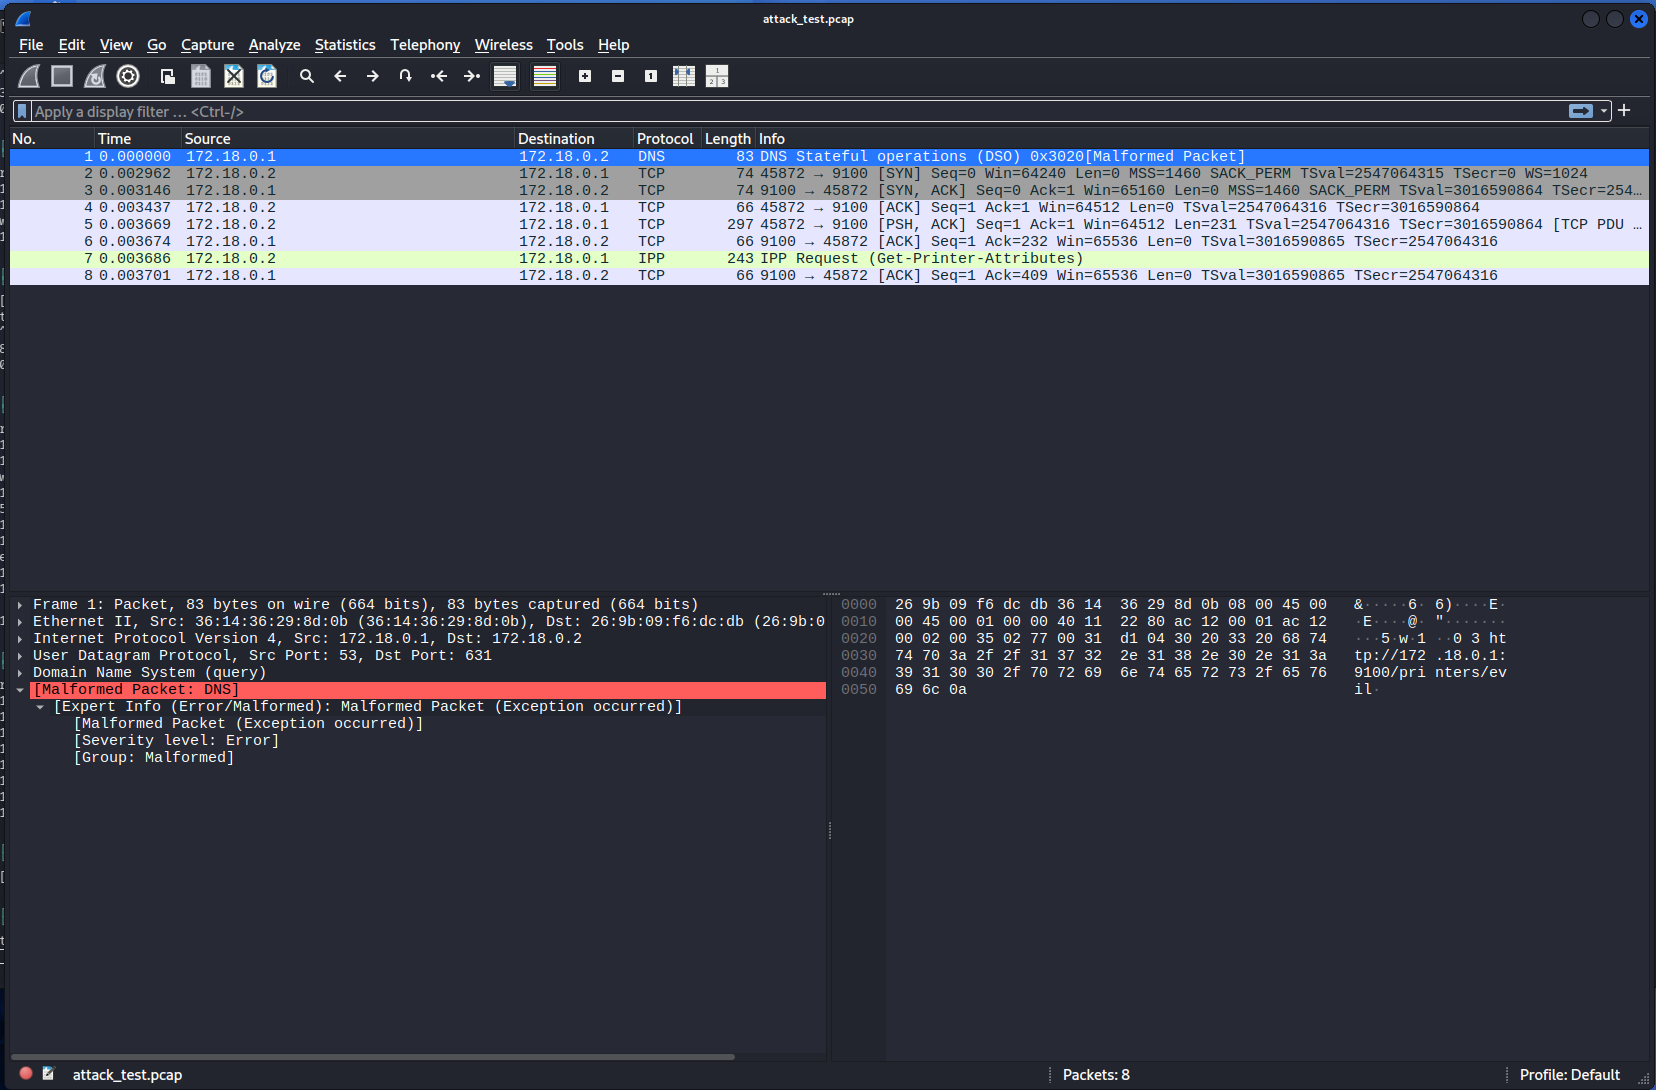 attack_test.pcap
File Edit View Go Capture Analyze Statistics Telephony Wireless Tools Help
Apply a display filter … <Ctrl-/>
No. Time Source Destination Protocol Length Info
1 0.000000 172.18.0.1 172.18.0.2 DNS 83 DNS Stateful operations (DSO) 0x3020[Malformed Packet]
2 0.002962 172.18.0.2 172.18.0.1 TCP 74 45872 → 9100 [SYN] Seq=0 Win=64240 Len=0 MSS=1460 SACK_PERM TSval=2547064315 TSecr=0 WS=1024
3 0.003146 172.18.0.1 172.18.0.2 TCP 74 9100 → 45872 [SYN, ACK] Seq=0 Ack=1 Win=65160 Len=0 MSS=1460 SACK_PERM TSval=3016590864 TSecr=254…
4 0.003437 172.18.0.2 172.18.0.1 TCP 66 45872 → 9100 [ACK] Seq=1 Ack=1 Win=64512 Len=0 TSval=2547064316 TSecr=3016590864
5 0.003669 172.18.0.2 172.18.0.1 TCP 297 45872 → 9100 [PSH, ACK] Seq=1 Ack=1 Win=64512 Len=231 TSval=2547064316 TSecr=3016590864 [TCP PDU …
6 0.003674 172.18.0.1 172.18.0.2 TCP 66 9100 → 45872 [ACK] Seq=1 Ack=232 Win=65536 Len=0 TSval=3016590865 TSecr=2547064316
7 0.003686 172.18.0.2 172.18.0.1 IPP 243 IPP Request (Get-Printer-Attributes)
8 0.003701 172.18.0.1 172.18.0.2 TCP 66 9100 → 45872 [ACK] Seq=1 Ack=409 Win=65536 Len=0 TSval=3016590865 TSecr=2547064316
Frame 1: Packet, 83 bytes on wire (664 bits), 83 bytes captured (664 bits)
Ethernet II, Src: 36:14:36:29:8d:0b (36:14:36:29:8d:0b), Dst: 26:9b:09:f6:dc:db (26:9b:0
Internet Protocol Version 4, Src: 172.18.0.1, Dst: 172.18.0.2
User Datagram Protocol, Src Port: 53, Dst Port: 631
Domain Name System (query)
[Malformed Packet: DNS]
[Expert Info (Error/Malformed): Malformed Packet (Exception occurred)]
[Malformed Packet (Exception occurred)]
[Severity level: Error]
[Group: Malformed]
0000 26 9b 09 f6 dc db 36 14 36 29 8d 0b 08 00 45 00 &·····6·6)····E·
0010 00 45 00 01 00 00 40 11 22 80 ac 12 00 01 ac 12 ·E····@·"·······
0020 00 02 00 35 02 77 00 31 d1 04 30 20 33 20 68 74 ···5·w·1··0 3 ht
0030 74 70 3a 2f 2f 31 37 32 2e 31 38 2e 30 2e 31 3a tp://172 .18.0.1:
0040 39 31 30 30 2f 70 72 69 6e 74 65 72 73 2f 65 76 9100/pri nters/ev
0050 69 6c 0a il·
attack_test.pcap
Packets: 8
Profile: Default